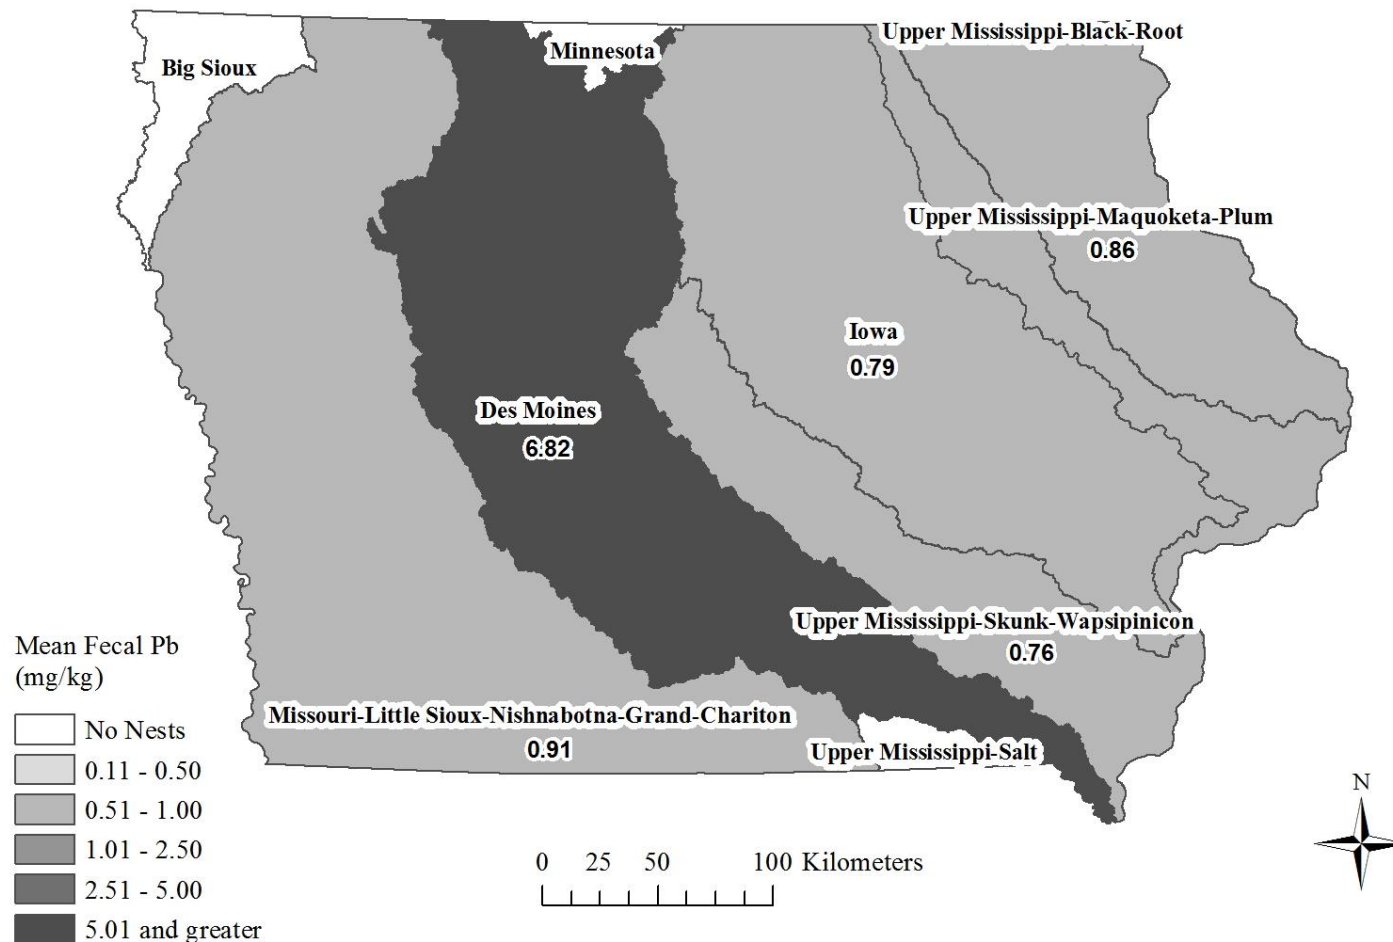 Upper Mississippi-Black-Root
Minnesota
Big Sioux
Upper Mississippi-Maquoketa-Plum
0.86
Iowa
0.79
Des Moines
6.82
Upper Mississippi-Skunk-Wapsipinicon
0.76
Missouri-Little Sioux-Nishnabotna-Grand-Chariton
0.91
Upper Mississippi-Salt
Mean Fecal Pb
(mg/kg)
No Nests
0.11 - 0.50
0.51 - 1.00
1.01 - 2.50
2.51 - 5.00
5.01 and greater
0 25 50 100 Kilometers
N